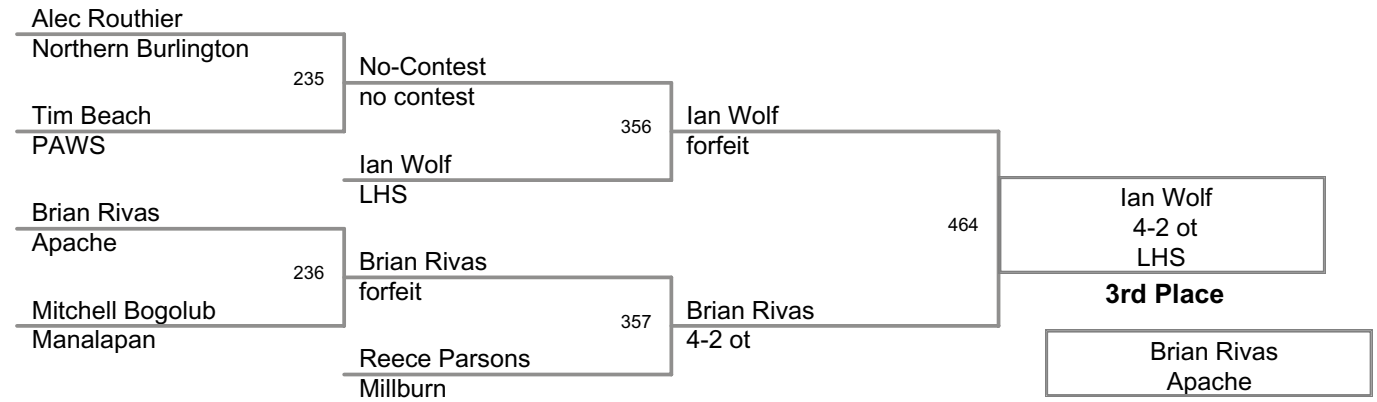 Alec Routhier
Northern Burlington
235
Tim Beach
PAWS
No-Contest
no contest
356
Ian Wolf
LHS
Ian Wolf
forfeit
Brian Rivas
Apache
236
Mitchell Bogolub
Manalapan
Brian Rivas
forfeit
357
Reece Parsons
Millburn
Brian Rivas
4-2 ot
464
Ian Wolf
4-2 ot
LHS
3rd Place
Brian Rivas
Apache